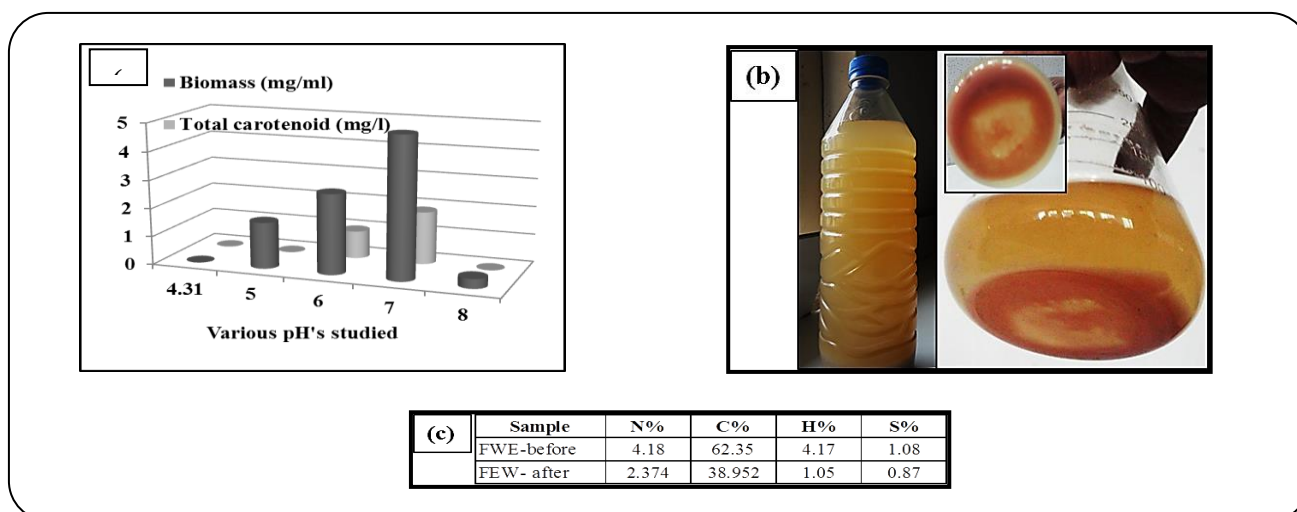 Biomass (mg/ml)
Total carotenoid (mg/l)
5
4
3
2
1
0
4.31 5 6 7 8
Various pH's studied
(b)
(c)
Sample N% C% H% S%
FWE-before 4.18 62.35 4.17 1.08
FEW- after 2.374 38.952 1.05 0.87